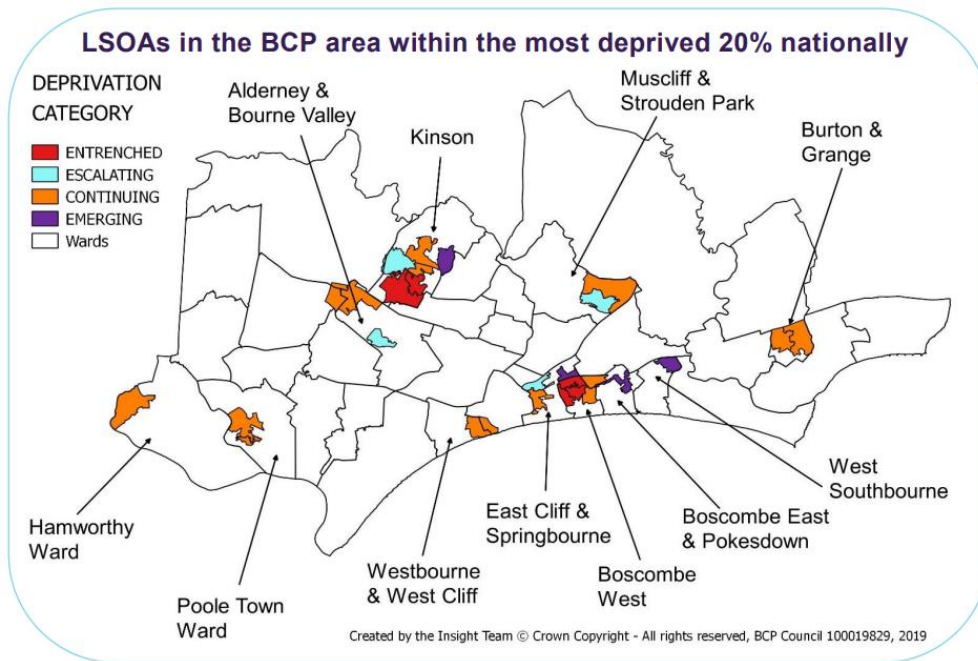 LSOAs in the BCP area within the most deprived 20% nationally
DEPRIVATION
CATEGORY
ENTRENCHED
ESCALATING
CONTINUING
EMERGING
Wards
Alderney &
Bourne Valley
Kinson
Muscliff &
Strouden Park
Burton &
Grange
Hamworthy
Ward
Poole Town
Ward
Westbourne
& West Cliff
East Cliff &
Springbourne
Boscombe
West
Boscombe East
& Pokesdown
West
Southbourne
Created by the Insight Team © Crown Copyright - All rights reserved, BCP Council 100019829, 2019